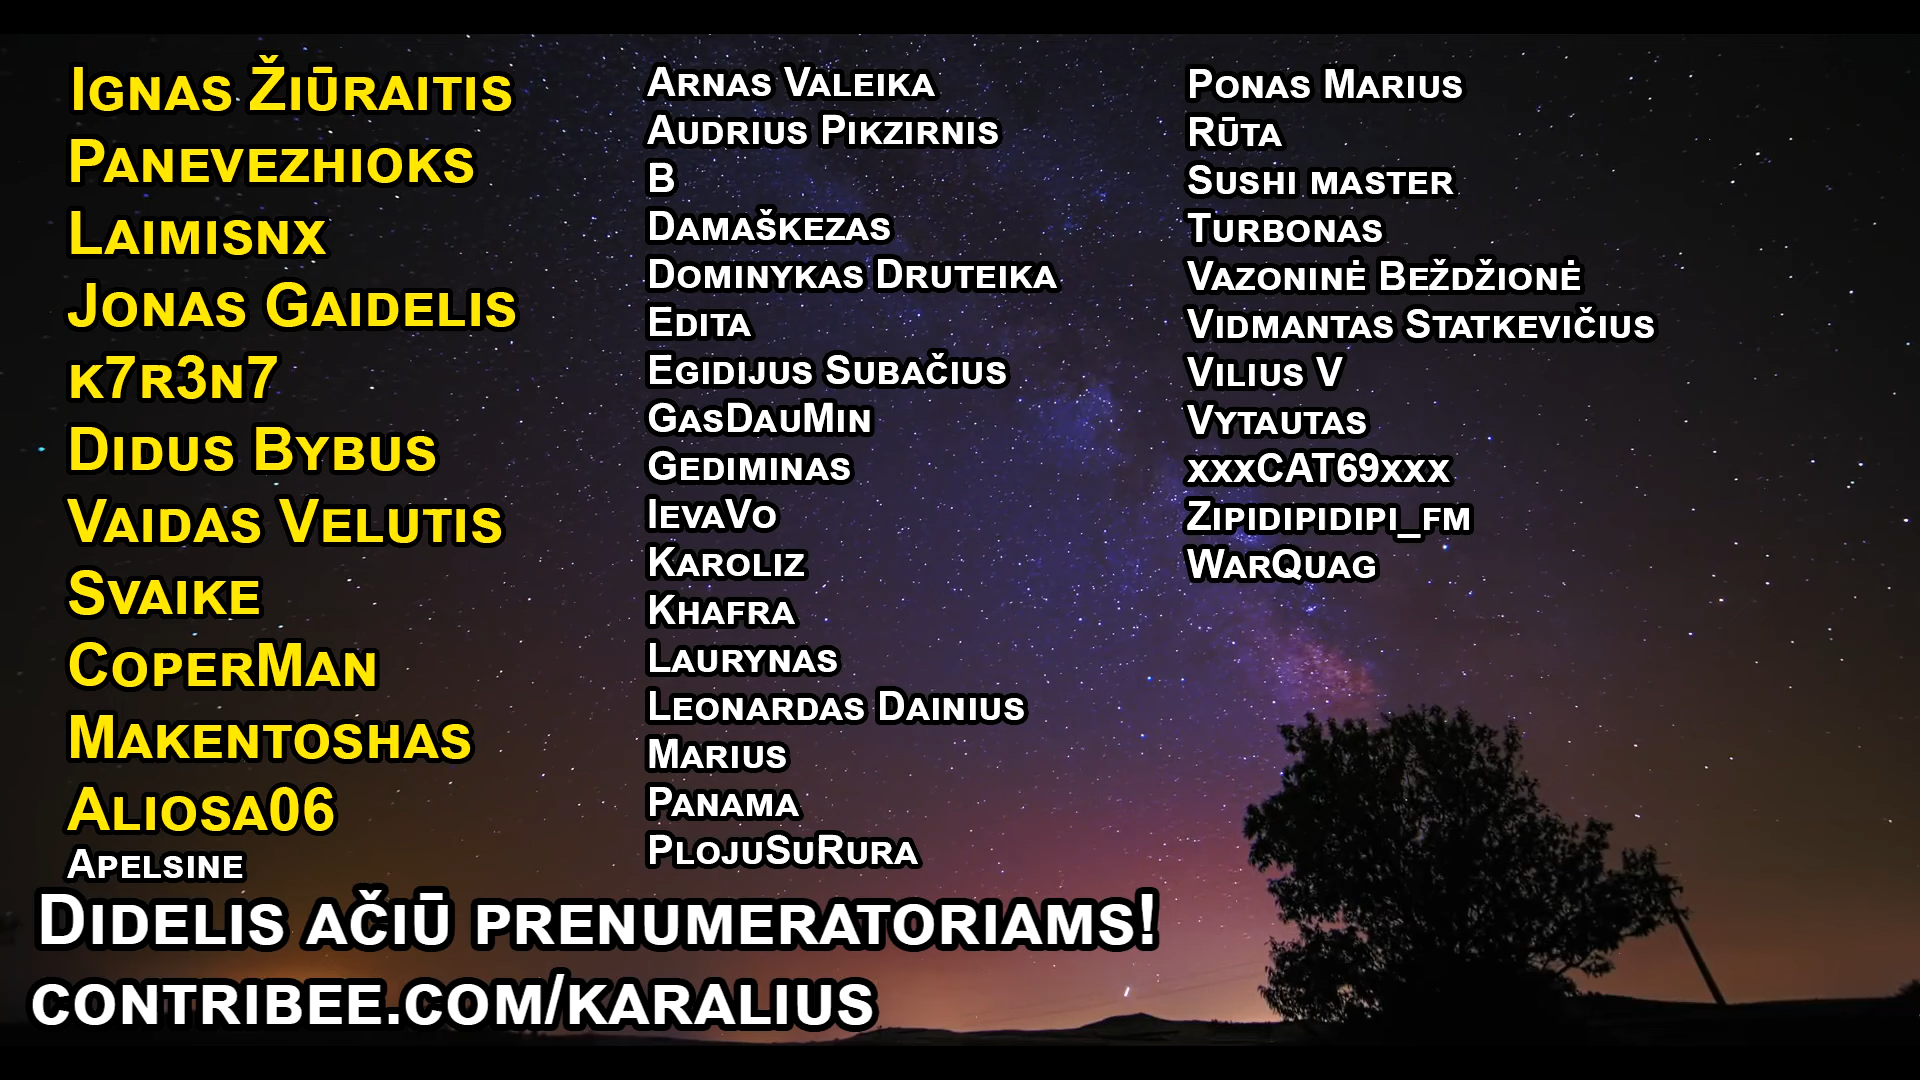 Ignas Žiūraitis
Panevezhioks
Laimisnx
Jonas Gaidelis
k7r3n7
Didus Bybus
Vaidas Velutis
Svaike
CoperMan
Makentoshas
Aliosa06
Apelsine
Arnas Valeika
Audrius Pikzirnis
B
Damaškezas
Dominykas Druteika
Edita
Egidijus Subačius
GasDauMin
Gediminas
IevaVo
Karoliz
Khafra
Laurynas
Leonardas Dainius
Marius
Panama
PlojuSuRura
Ponas Marius
Rūta
Sushi master
Turbonas
Vazoninė Beždžionė
Vidmantas Statkevičius
Vilius V
Vytautas
xxxCAT69xxx
Zipidipidipi_fm
WarQuag
Didelis ačiū prenumeratoriams!
contribee.com/karalius